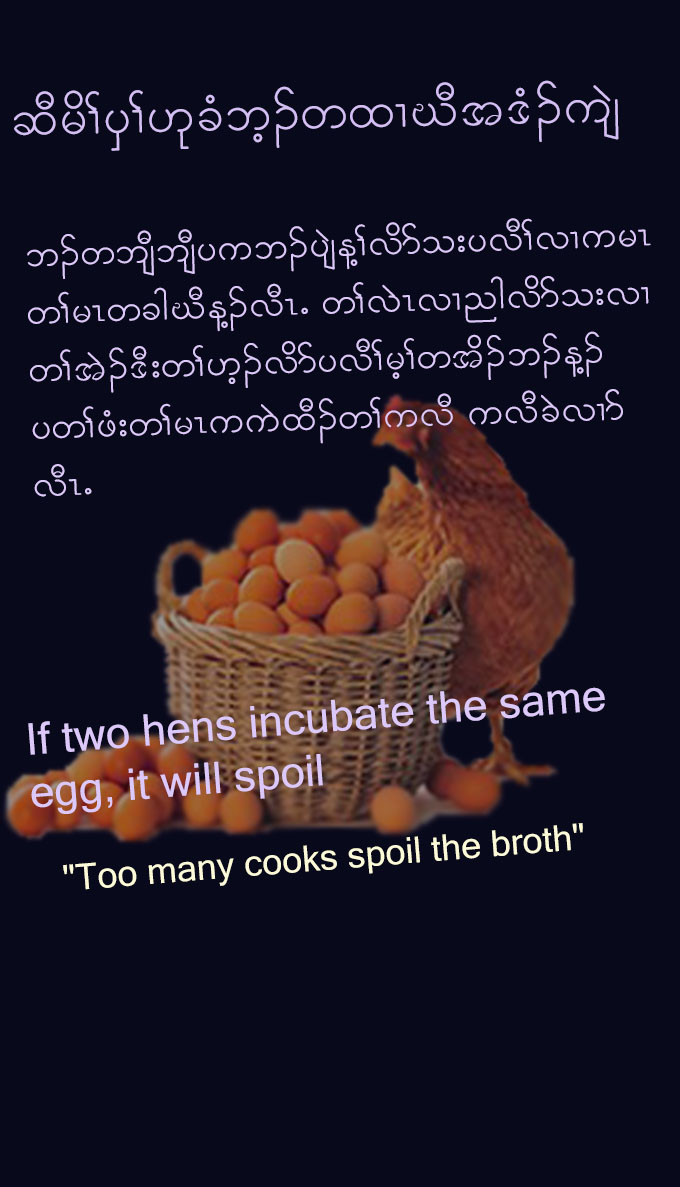 ဆီမိၢ်ပှၢ်ဟုခံဘ့ၣ်တထၢဃီအဒံၣ်ကျဲ
ဘၣ်တဘျီဘျီပကဘၣ်ပျဲန့ၢ်လိာ်သးပလီၢ်လၢကမၤ
တၢ်မၤတခါဃီန့ၣ်လီၤ. တၢ်လဲၤလၢညါလိာ်သးလၢ
တၢ်အဲၣ်ဒီးတၢ်ဟ့ၣ်လိာ်ပလီၢ်မ့ၢ်တအိၣ်ဘၣ်န့ၣ်
ပတၢ်ဖံးတၢ်မၤကကဲထီၣ်တၢ်ကလီ ကလီခဲလၢာ်
လီၤ.
If two hens incubate the same
egg, it will spoil
"Too many cooks spoil the broth"